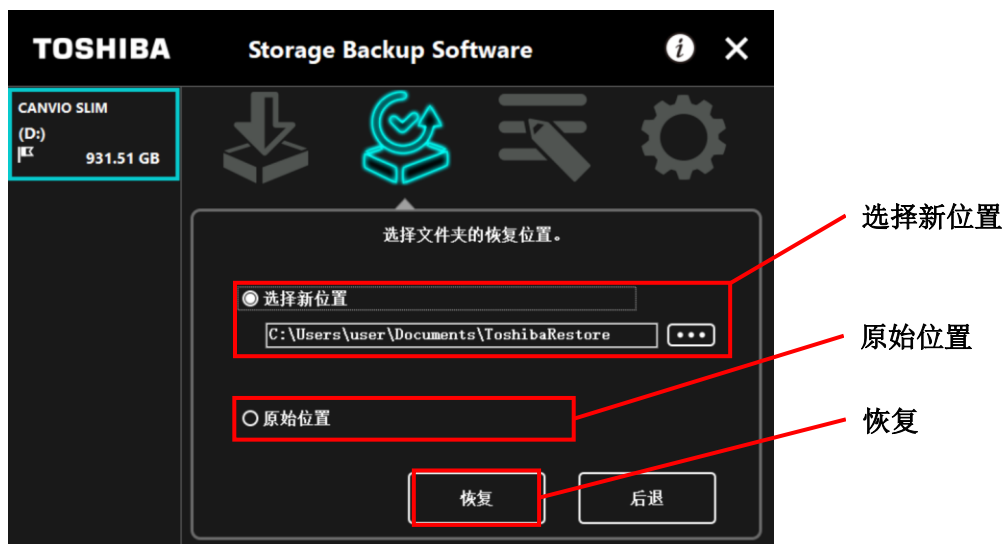 TOSHIBA
Storage Backup Software
i
CANVIO SLIM
(D:)
931.51 GB
选择文件夹的恢复位置。
选择新位置
C:\Users\user\Documents\ToshibaRestore
原始位置
恢复
后退
选择新位置
原始位置
恢复